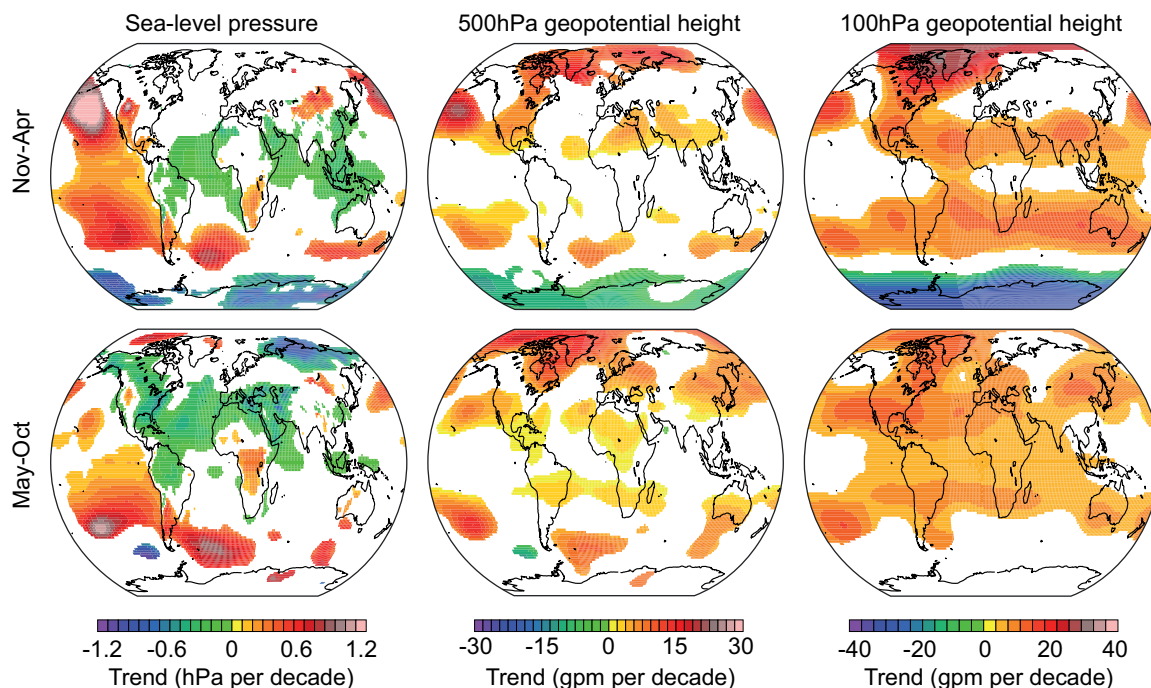 Sea-level pressure
500hPa geopotential height
100hPa geopotential height
Nov-Apr
May-Oct
-1.2 -0.6 0 0.6 1.2
-30 -15 0 15 30
-40 -20 0 20 40
Trend (hPa per decade)
Trend (gpm per decade)
Trend (gpm per decade)